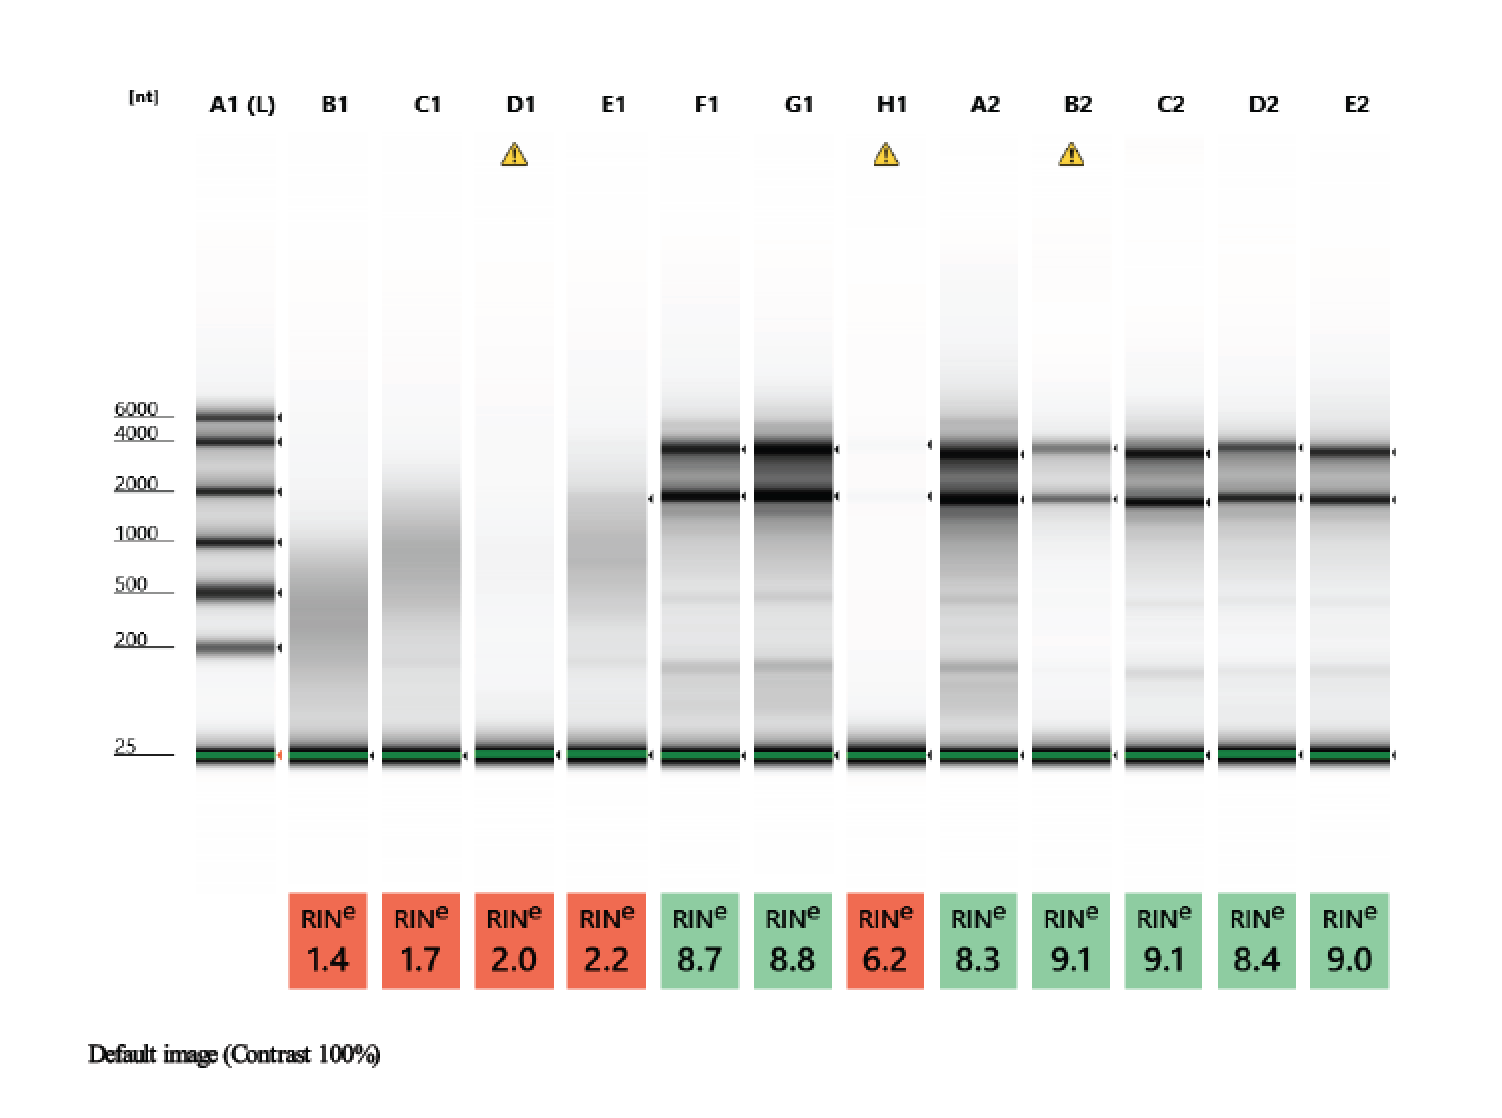 [nt] A1 (L) B1 C1 D1 E1 F1 G1 H1 A2 B2 C2 D2 E2
6000
4000
2000
1000
500
200
25
RINe RINe RINe RINe RINe RINe RINe RINe RINe RINe RINe RINe
1.4 1.7 2.0 2.2 8.7 8.8 6.2 8.3 9.1 9.1 8.4 9.0
Default image (Contrast 100%)